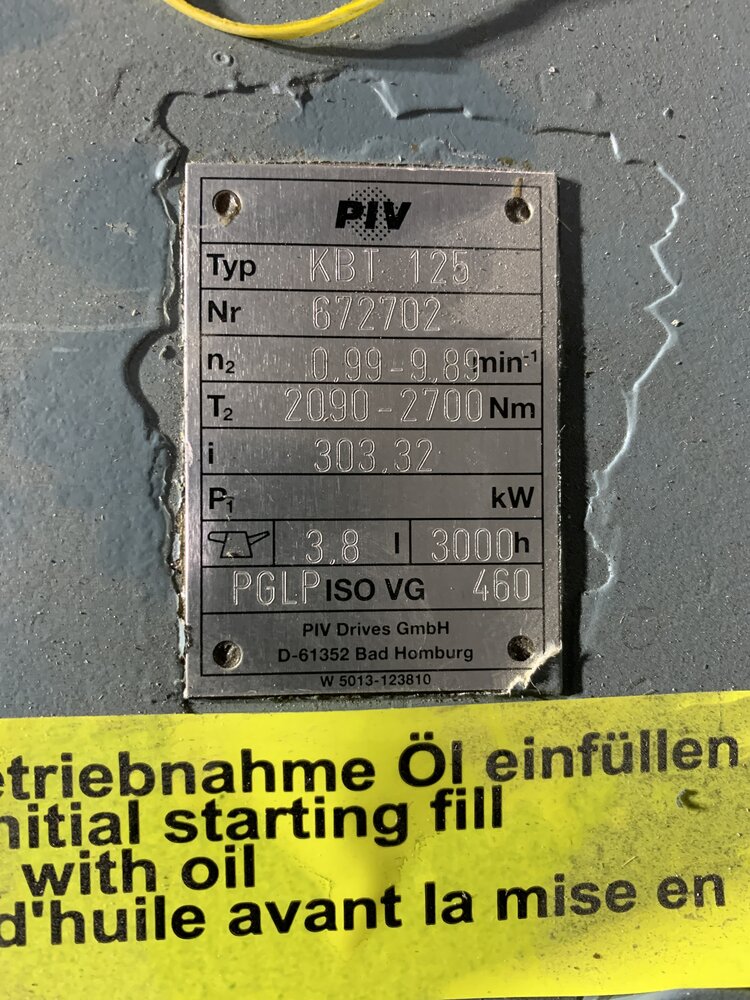 PIV
Typ KBT 125
Nr 672702
n₂ 0.99-9.89 min⁻¹
T₂ 2090-2700 Nm
i 303.32
P₁ kW
3.8 l 3000 h
PGLP ISO VG 460
PIV Drives GmbH
D-61352 Bad Homburg
W 5013-123810
etriebnahme Öl einfüllen
nitial starting fill
with oil
d'huile avant la mise en